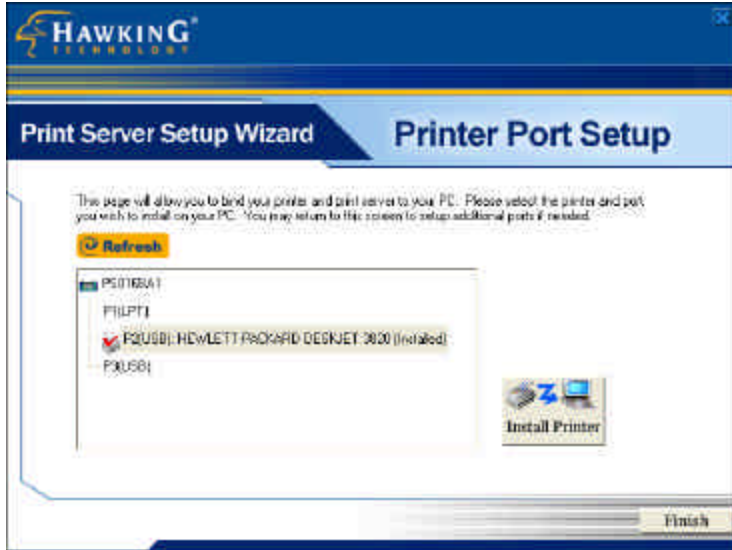 HAWKING
TECHNOLOGY
Print Server Setup Wizard
Printer Port Setup
This page will allow you to bind your printer and print server to your PC. Please select the printer and port
you wish to install on your PC. You may return to this screen to setup additional ports if needed.
Refresh
PS0168A1
P1(LPT)
P2(USB): HEWLETT-PACKARD DESKJET 3820 (Installed)
P3(USB)
Install Printer
Finish